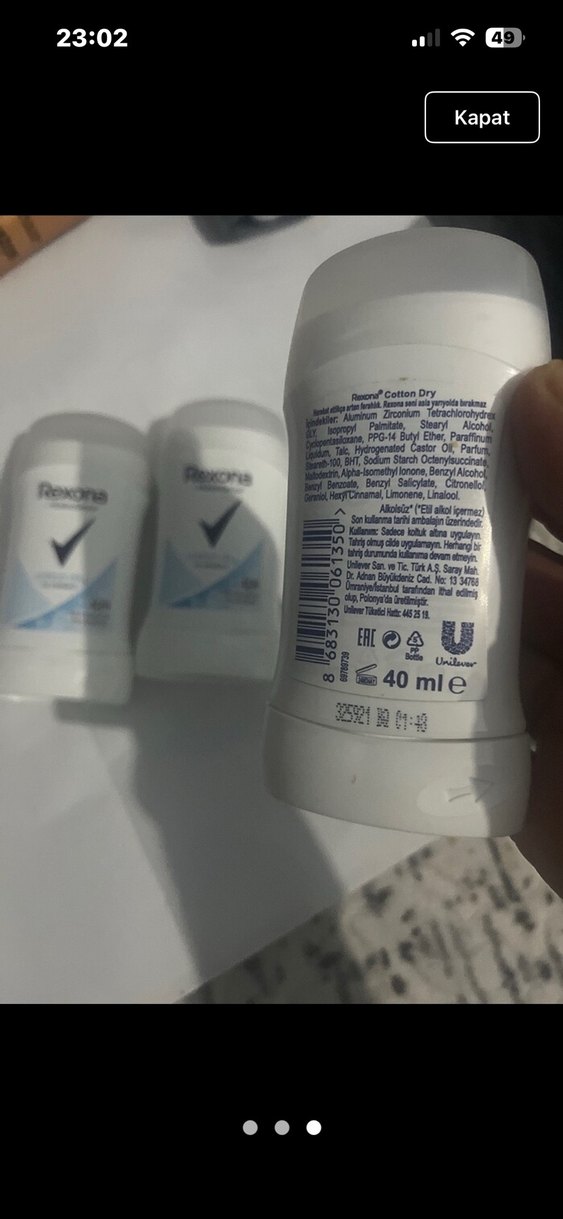 23:02
49
Kapat
Rexona
Rexona
Rexona® Cotton Dry
Hareket ettikçe artan ferahlık. Rexona seni asla yarıyolda bırakmaz
İçindekiler: Aluminum Zirconium Tetrachlorohydrex
GLY, Isopropyl Palmitate, Stearyl Alcohol,
Cyclopentasiloxane, PPG-14 Butyl Ether, Paraffinum
Liquidum, Talc, Hydrogenated Castor Oil, Parfum,
Steareth-100, BHT, Sodium Starch Octenylsuccinate,
Maltodextrin, Alpha-Isomethyl Ionone, Benzyl Alcohol,
Benzyl Benzoate, Benzyl Salicylate, Citronellol,
Geraniol, Hexyl Cinnamal, Limonene, Linalool.
Alkolsüz* (*Etil alkol içermez)
Son kullanma tarihi ambalajın üzerindedir.
Kullanım: Sadece koltuk altına uygulayın.
Tahriş olmuş cilde uygulamayın. Herhangi bir
tahriş durumunda kullanıma devam etmeyin.
Unilever San. ve Tic. Türk A.Ş. Saray Mah.
Dr. Adnan Büyükdeniz Cad. No: 13 34768
Ümraniye/İstanbul tarafından ithal edilmiş
olup, Polonya'da üretilmiştir.
Unilever Tüketici Hattı: 445 25 19.
8 683130 061350 >
69769739
EAC
5
PP
Bottle
Unilever
40 ml e